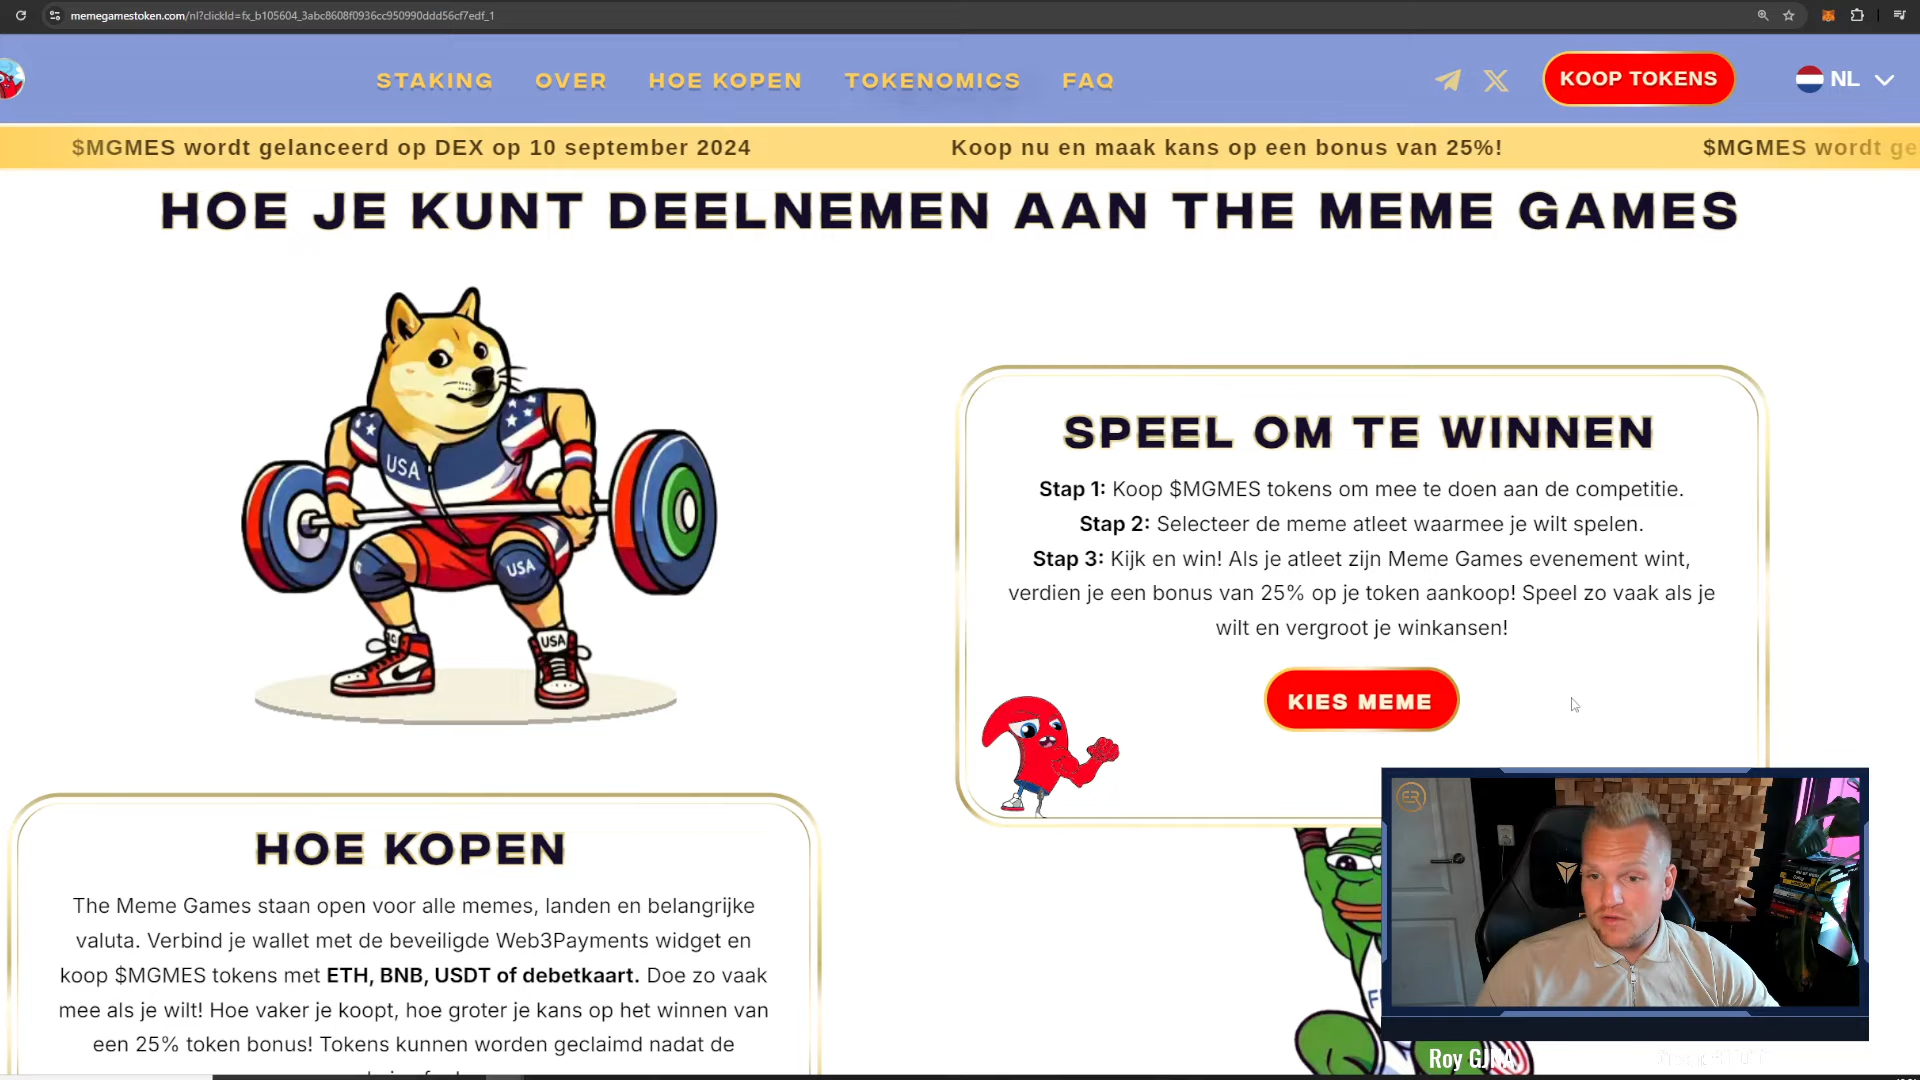 memegamestoken.com/nl?clickId=fx_b105604_3abc8608f0936cc950990ddd56cf7edf_1
STAKING OVER HOE KOPEN TOKENOMICS FAQ
KOOP TOKENS
NL
$MGMES wordt gelanceerd op DEX op 10 september 2024
Koop nu en maak kans op een bonus van 25%!
$MGMES wordt ge
HOE JE KUNT DEELNEMEN AAN THE MEME GAMES
USA
USA
USA
SPEEL OM TE WINNEN
Stap 1: Koop $MGMES tokens om mee te doen aan de competitie.
Stap 2: Selecteer de meme atleet waarmee je wilt spelen.
Stap 3: Kijk en win! Als je atleet zijn Meme Games evenement wint,
verdien je een bonus van 25% op je token aankoop! Speel zo vaak als je
wilt en vergroot je winkansen!
KIES MEME
HOE KOPEN
The Meme Games staan open voor alle memes, landen en belangrijke
valuta. Verbind je wallet met de beveiligde Web3Payments widget en
koop $MGMES tokens met ETH, BNB, USDT of debetkaart. Doe zo vaak
mee als je wilt! Hoe vaker je koopt, hoe groter je kans op het winnen van
een 25% token bonus! Tokens kunnen worden geclaimd nadat de
ER
Roy